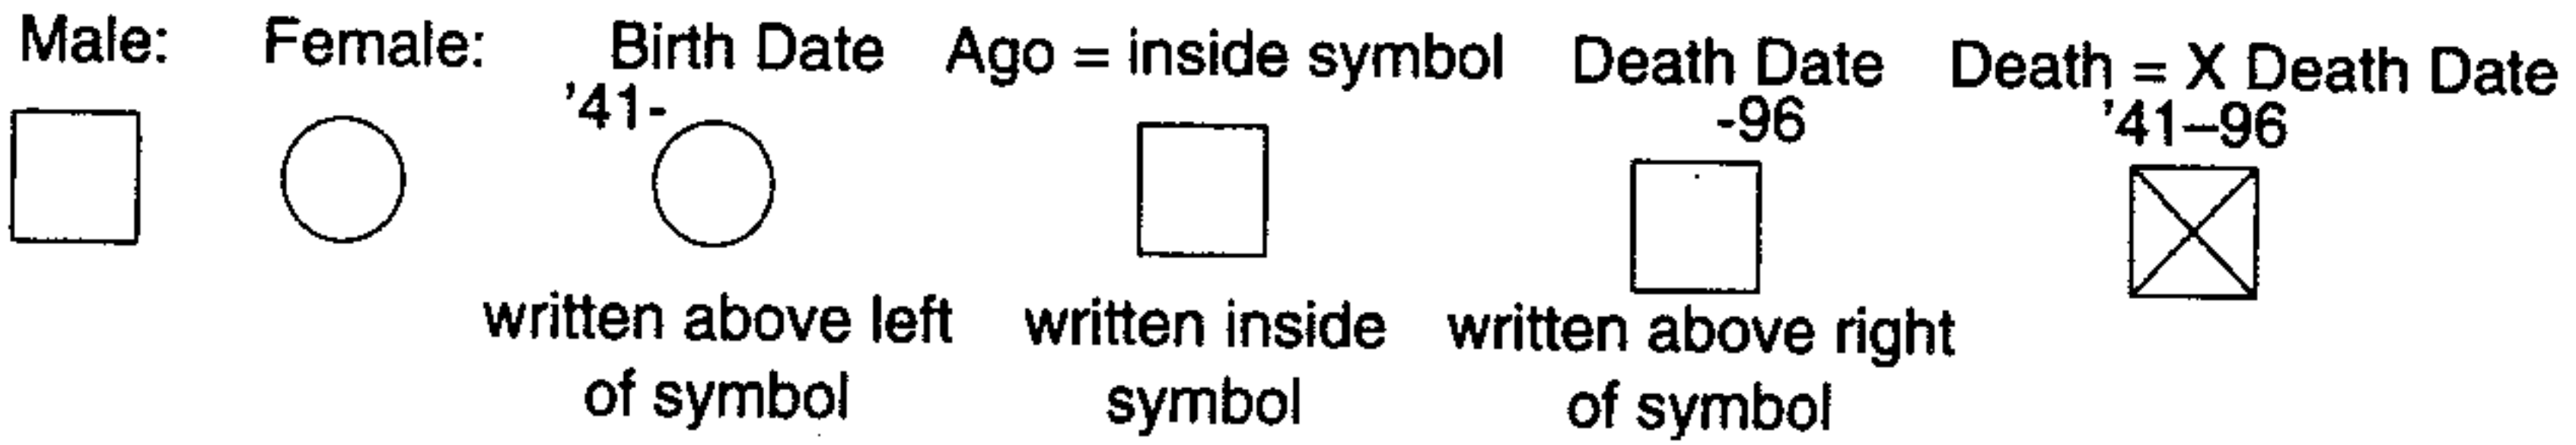 Male: Female: Birth Date Ago = inside symbol Death Date Death = X Death Date
'41- -96 '41–96
written above left written inside written above right
of symbol symbol of symbol